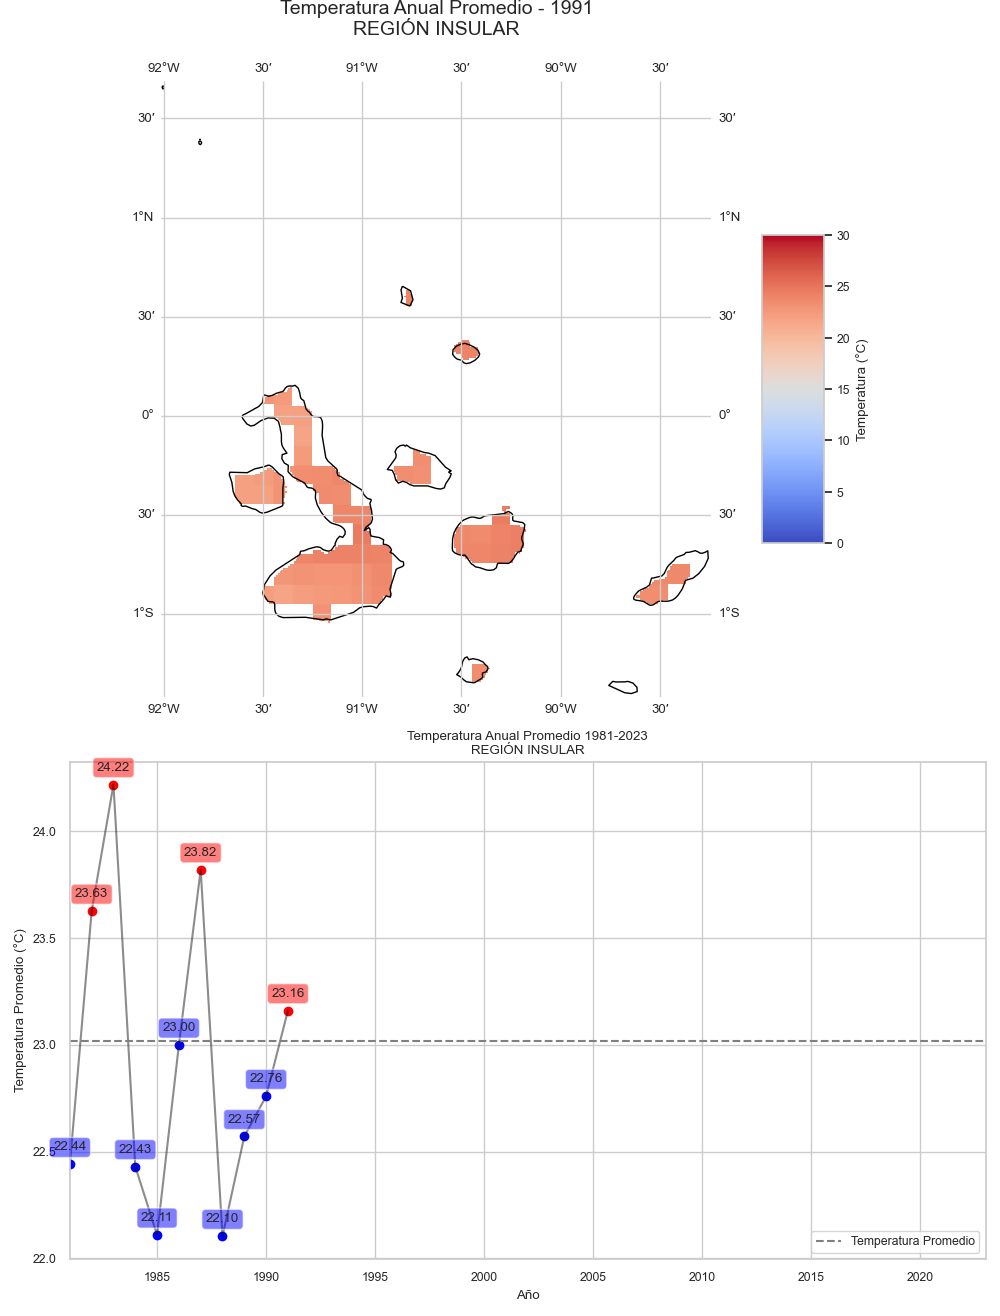 Temperatura Anual Promedio - 1991
REGIÓN INSULAR
92°W 30′ 91°W 30′ 90°W 30′
30′ 30′
1°N 1°N
30′ 30′
0° 0°
30′ 30′
1°S 1°S
92°W 30′ 91°W 30′ 90°W 30′
30
25
20
15
10
5
0
Temperatura (°C)
Temperatura Anual Promedio 1981-2023
REGIÓN INSULAR
24.22
24.0
23.82
23.63
23.5
23.16
23.00
23.0
22.76
22.57
22.44
22.43
22.5
22.11
22.10
22.0
Temperatura Promedio (°C)
Temperatura Promedio
1985 1990 1995 2000 2005 2010 2015 2020
Año